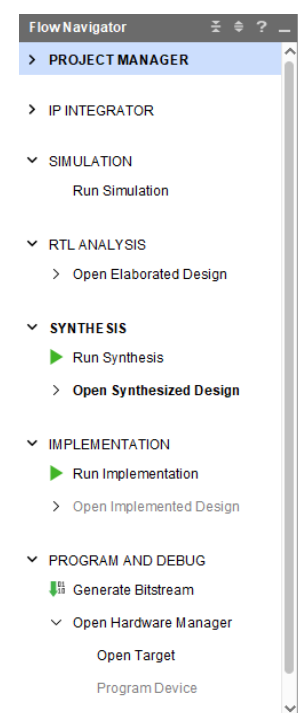 Flow Navigator
PROJECT MANAGER
IP INTEGRATOR
SIMULATION
Run Simulation
RTL ANALYSIS
Open Elaborated Design
SYNTHESIS
Run Synthesis
Open Synthesized Design
IMPLEMENTATION
Run Implementation
Open Implemented Design
PROGRAM AND DEBUG
Generate Bitstream
Open Hardware Manager
Open Target
Program Device